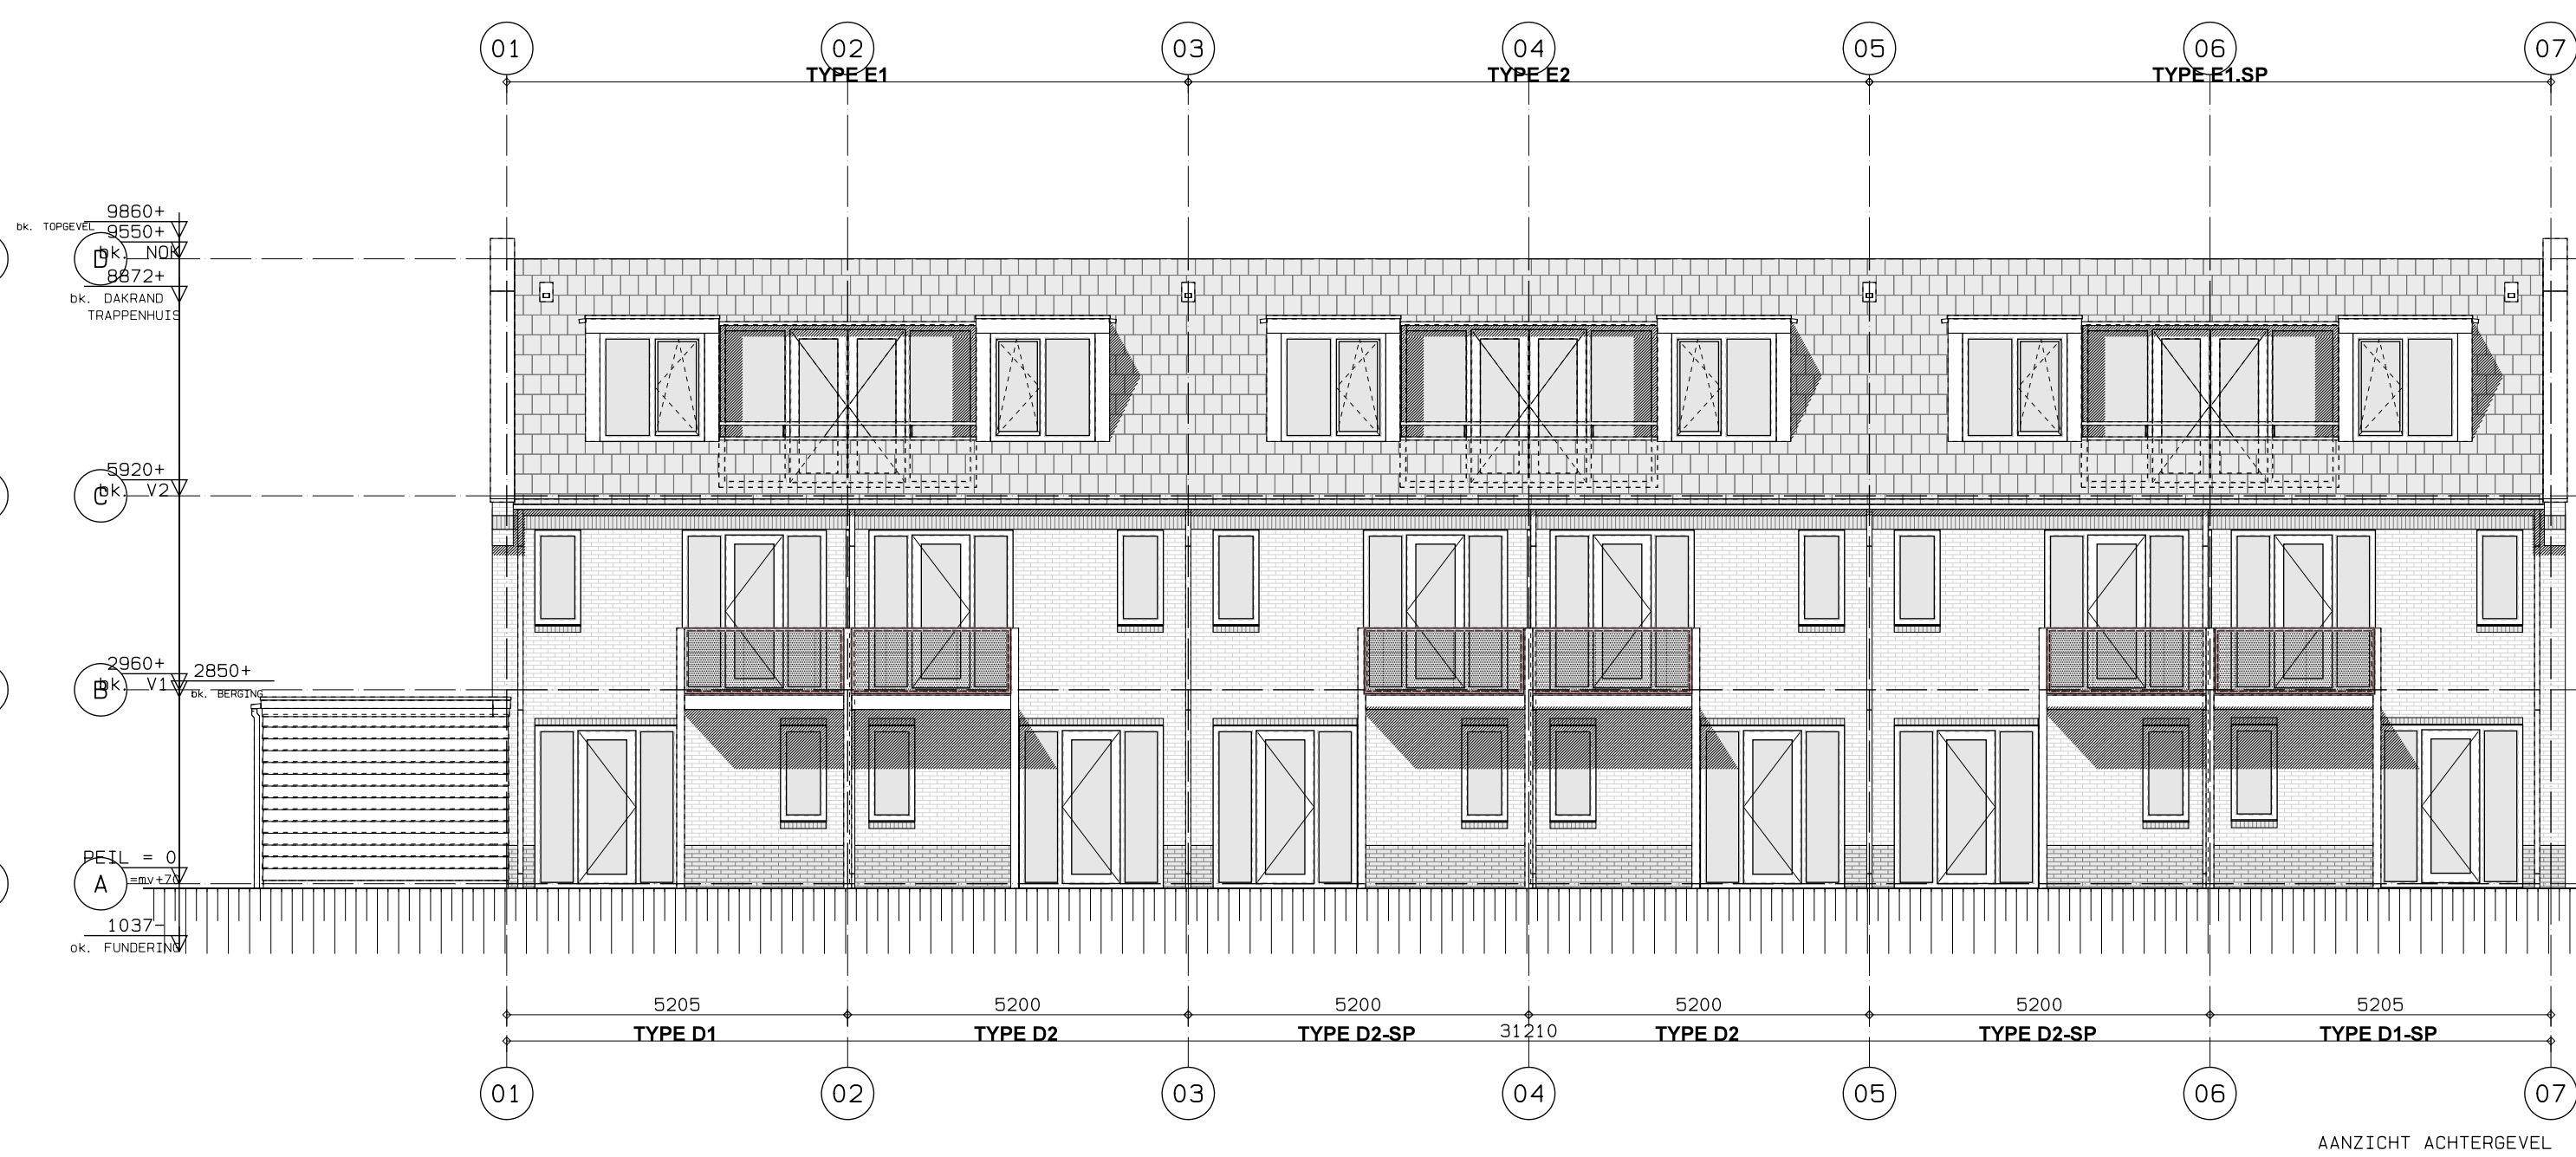 01 02 03 04 05 06 07
TYPE E1 TYPE E2 TYPE E1.SP
9860+
bk. TOPGEVEL
9550+
D bk. NOK
8872+
bk. DAKRAND
TRAPPENHUIS
5920+
C bk. V2
2960+ 2850+
B bk. V1 bk. BERGING
PEIL = 0
A
1037-
ok. FUNDERING
5205 5200 5200 5200 5200 5205
TYPE D1 TYPE D2 TYPE D2-SP 31210 TYPE D2 TYPE D2-SP TYPE D1-SP
01 02 03 04 05 06 07
AANZICHT ACHTERGEVEL